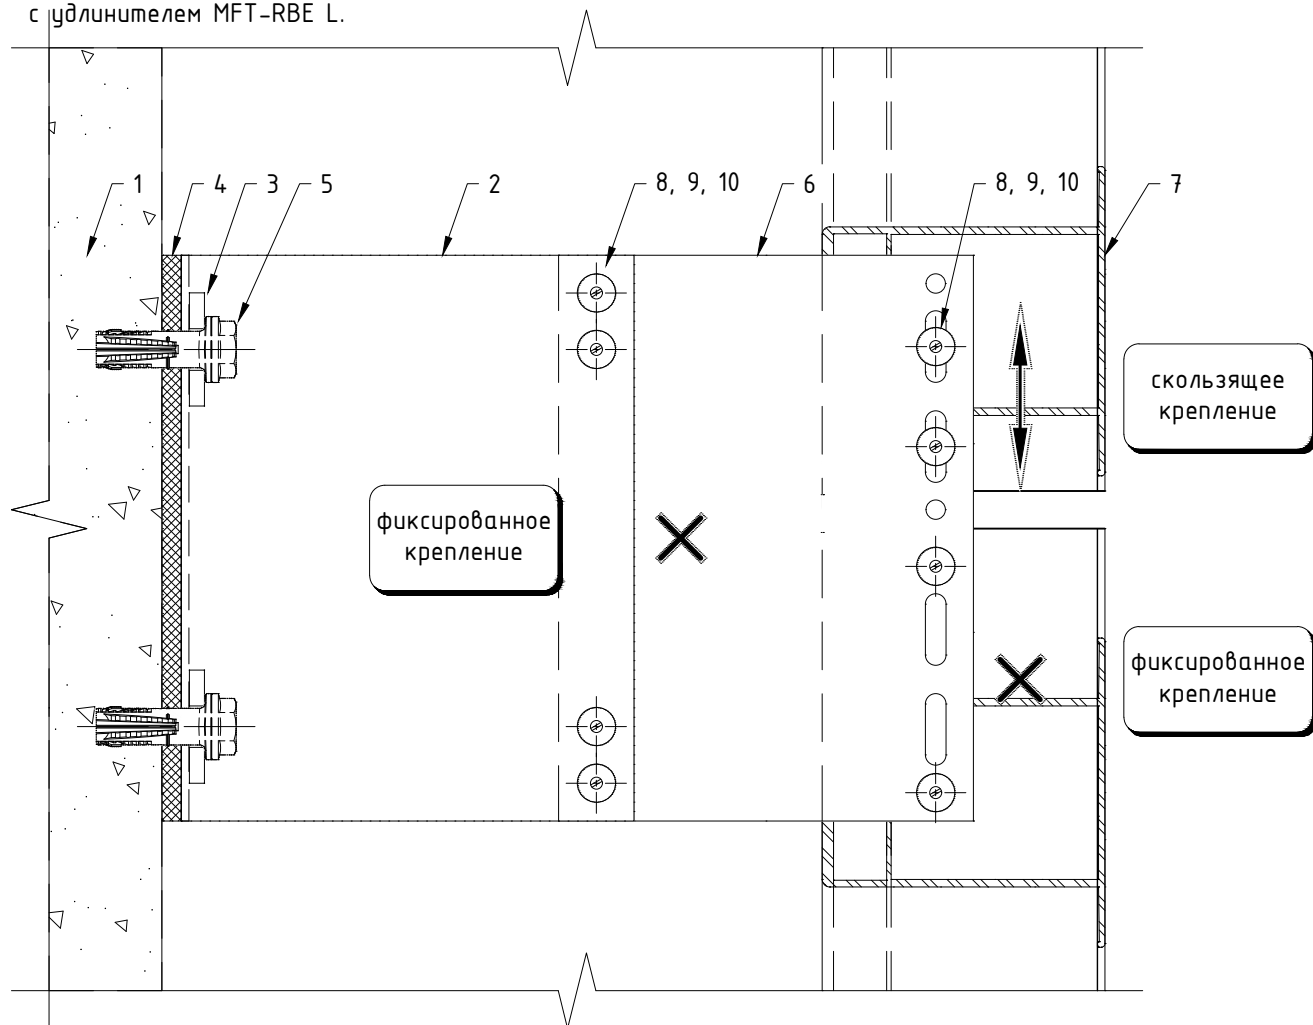 с удлинителем MFT-RBE L.
1
4
3
5
2
8, 9, 10
6
8, 9, 10
7
скользящее
крепление
фиксированное
крепление
фиксированное
крепление